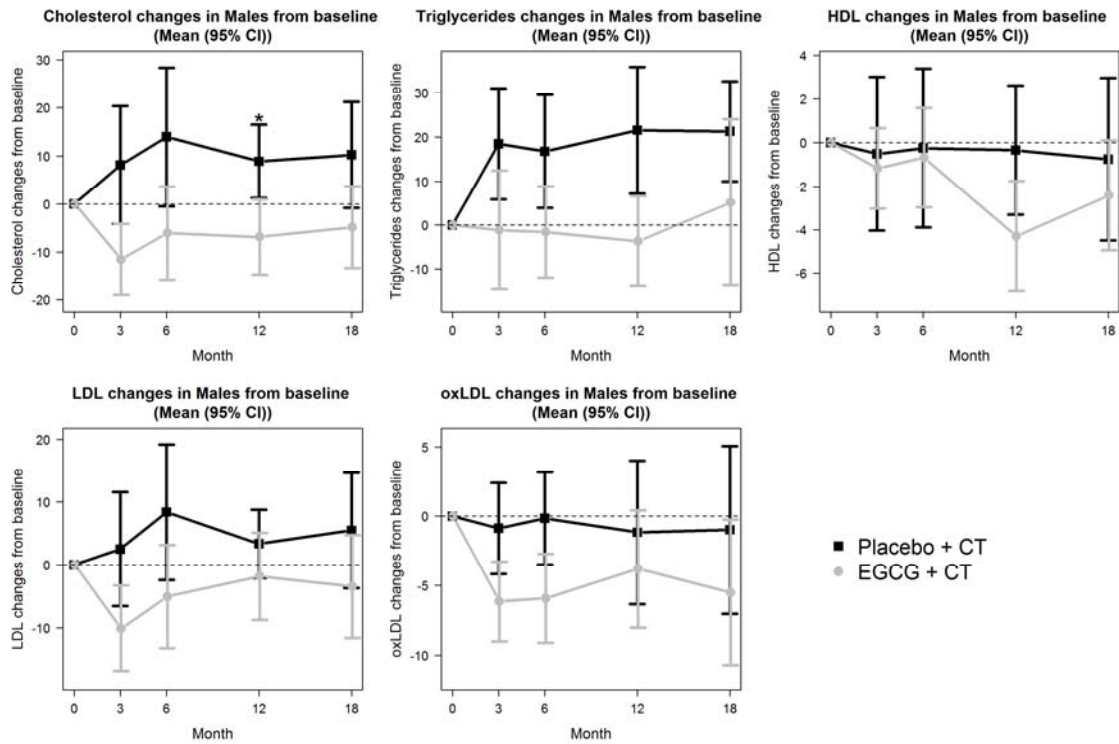 Cholesterol changes in Males from baseline
(Mean (95% CI))
Cholesterol changes from baseline
30
20
10
0
-10
-20
*
0 3 6 12 18
Month
Triglycerides changes in Males from baseline
(Mean (95% CI))
Triglycerides changes from baseline
30
20
10
0
-10
0 3 6 12 18
Month
HDL changes in Males from baseline
(Mean (95% CI))
HDL changes from baseline
4
2
0
-2
-4
-6
0 3 6 12 18
Month
LDL changes in Males from baseline
(Mean (95% CI))
LDL changes from baseline
20
10
0
-10
0 3 6 12 18
Month
oxLDL changes in Males from baseline
(Mean (95% CI))
oxLDL changes from baseline
5
0
-5
-10
0 3 6 12 18
Month
Placebo + CT
EGCG + CT